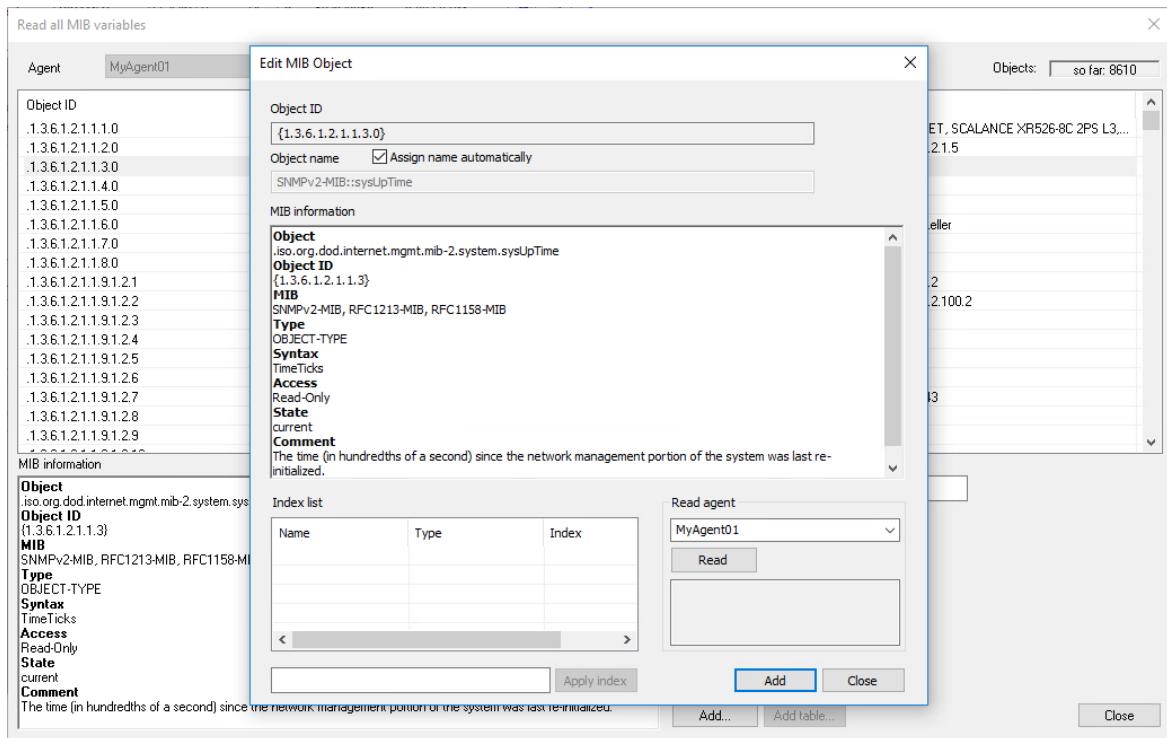 Read all MIB variables
Agent
MyAgent01
Objects:
so far: 8610
Object ID
.1.3.6.1.2.1.1.1.0
ET, SCALANCE XR526-8C 2PS L3,...
.1.3.6.1.2.1.1.2.0
.2.1.5
.1.3.6.1.2.1.1.3.0
.1.3.6.1.2.1.1.4.0
.1.3.6.1.2.1.1.5.0
.1.3.6.1.2.1.1.6.0
.eller
.1.3.6.1.2.1.1.7.0
.1.3.6.1.2.1.1.8.0
.1.3.6.1.2.1.1.9.1.2.1
.2
.1.3.6.1.2.1.1.9.1.2.2
.2.100.2
.1.3.6.1.2.1.1.9.1.2.3
.1.3.6.1.2.1.1.9.1.2.4
.1.3.6.1.2.1.1.9.1.2.5
.1.3.6.1.2.1.1.9.1.2.6
.1.3.6.1.2.1.1.9.1.2.7
.1.3.6.1.2.1.1.9.1.2.8
.1.3.6.1.2.1.1.9.1.2.9
MIB information
Object
.iso.org.dod.internet.mgmt.mib-2.system.sys
Object ID
{1.3.6.1.2.1.1.3}
MIB
SNMPv2-MIB, RFC1213-MIB, RFC1158-MI
Type
OBJECT-TYPE
Syntax
TimeTicks
Access
Read-Only
State
current
Comment
The time (in hundredths of a second) since the network management portion of the system was last re-initialized.
Add...
Add table...
Close
Edit MIB Object
Object ID
{1.3.6.1.2.1.1.3.0}
Object name
Assign name automatically
SNMPv2-MIB::sysUpTime
MIB information
Object
.iso.org.dod.internet.mgmt.mib-2.system.sysUpTime
Object ID
{1.3.6.1.2.1.1.3}
MIB
SNMPv2-MIB, RFC1213-MIB, RFC1158-MIB
Type
OBJECT-TYPE
Syntax
TimeTicks
Access
Read-Only
State
current
Comment
The time (in hundredths of a second) since the network management portion of the system was last re-
initialized.
Index list
Name Type Index
Apply index
Read agent
MyAgent01
Read
Add
Close